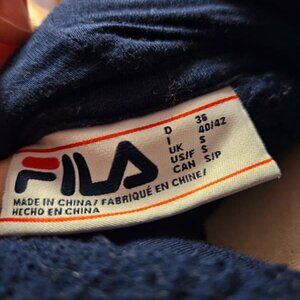 FILA
D 36
I 40/42
UK S
US/F S
CAN S/P
MADE IN CHINA / FABRIQUÉ EN CHINE /
HECHO EN CHINA